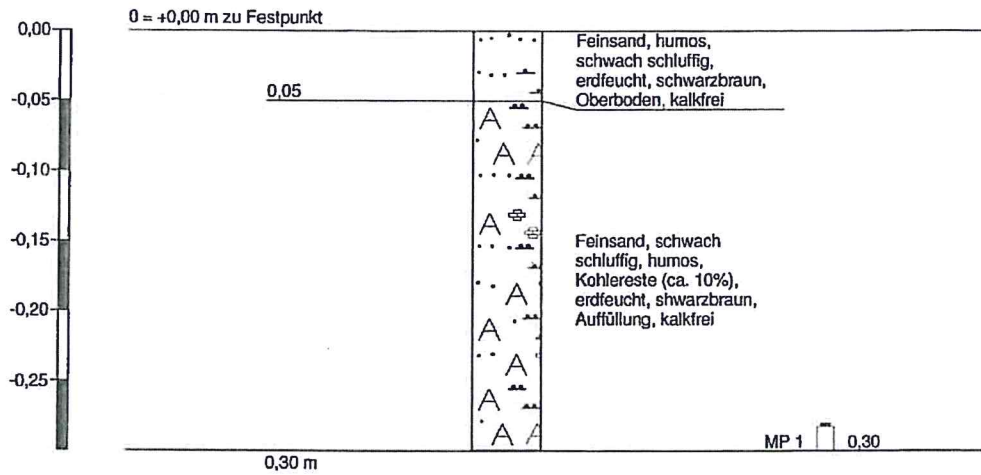 0 = +0,00 m zu Festpunkt
0,00
Feinsand, humos,
schwach schluffig,
erdfeucht, schwarzbraun,
Oberboden, kalkfrei
0,05
-0,05
-0,10
-0,15
-0,20
-0,25
Feinsand, schwach
schluffig, humos,
Kohlereste (ca. 10%),
erdfeucht, shwarzbraun,
Auffüllung, kalkfrei
MP 1 0,30
0,30 m